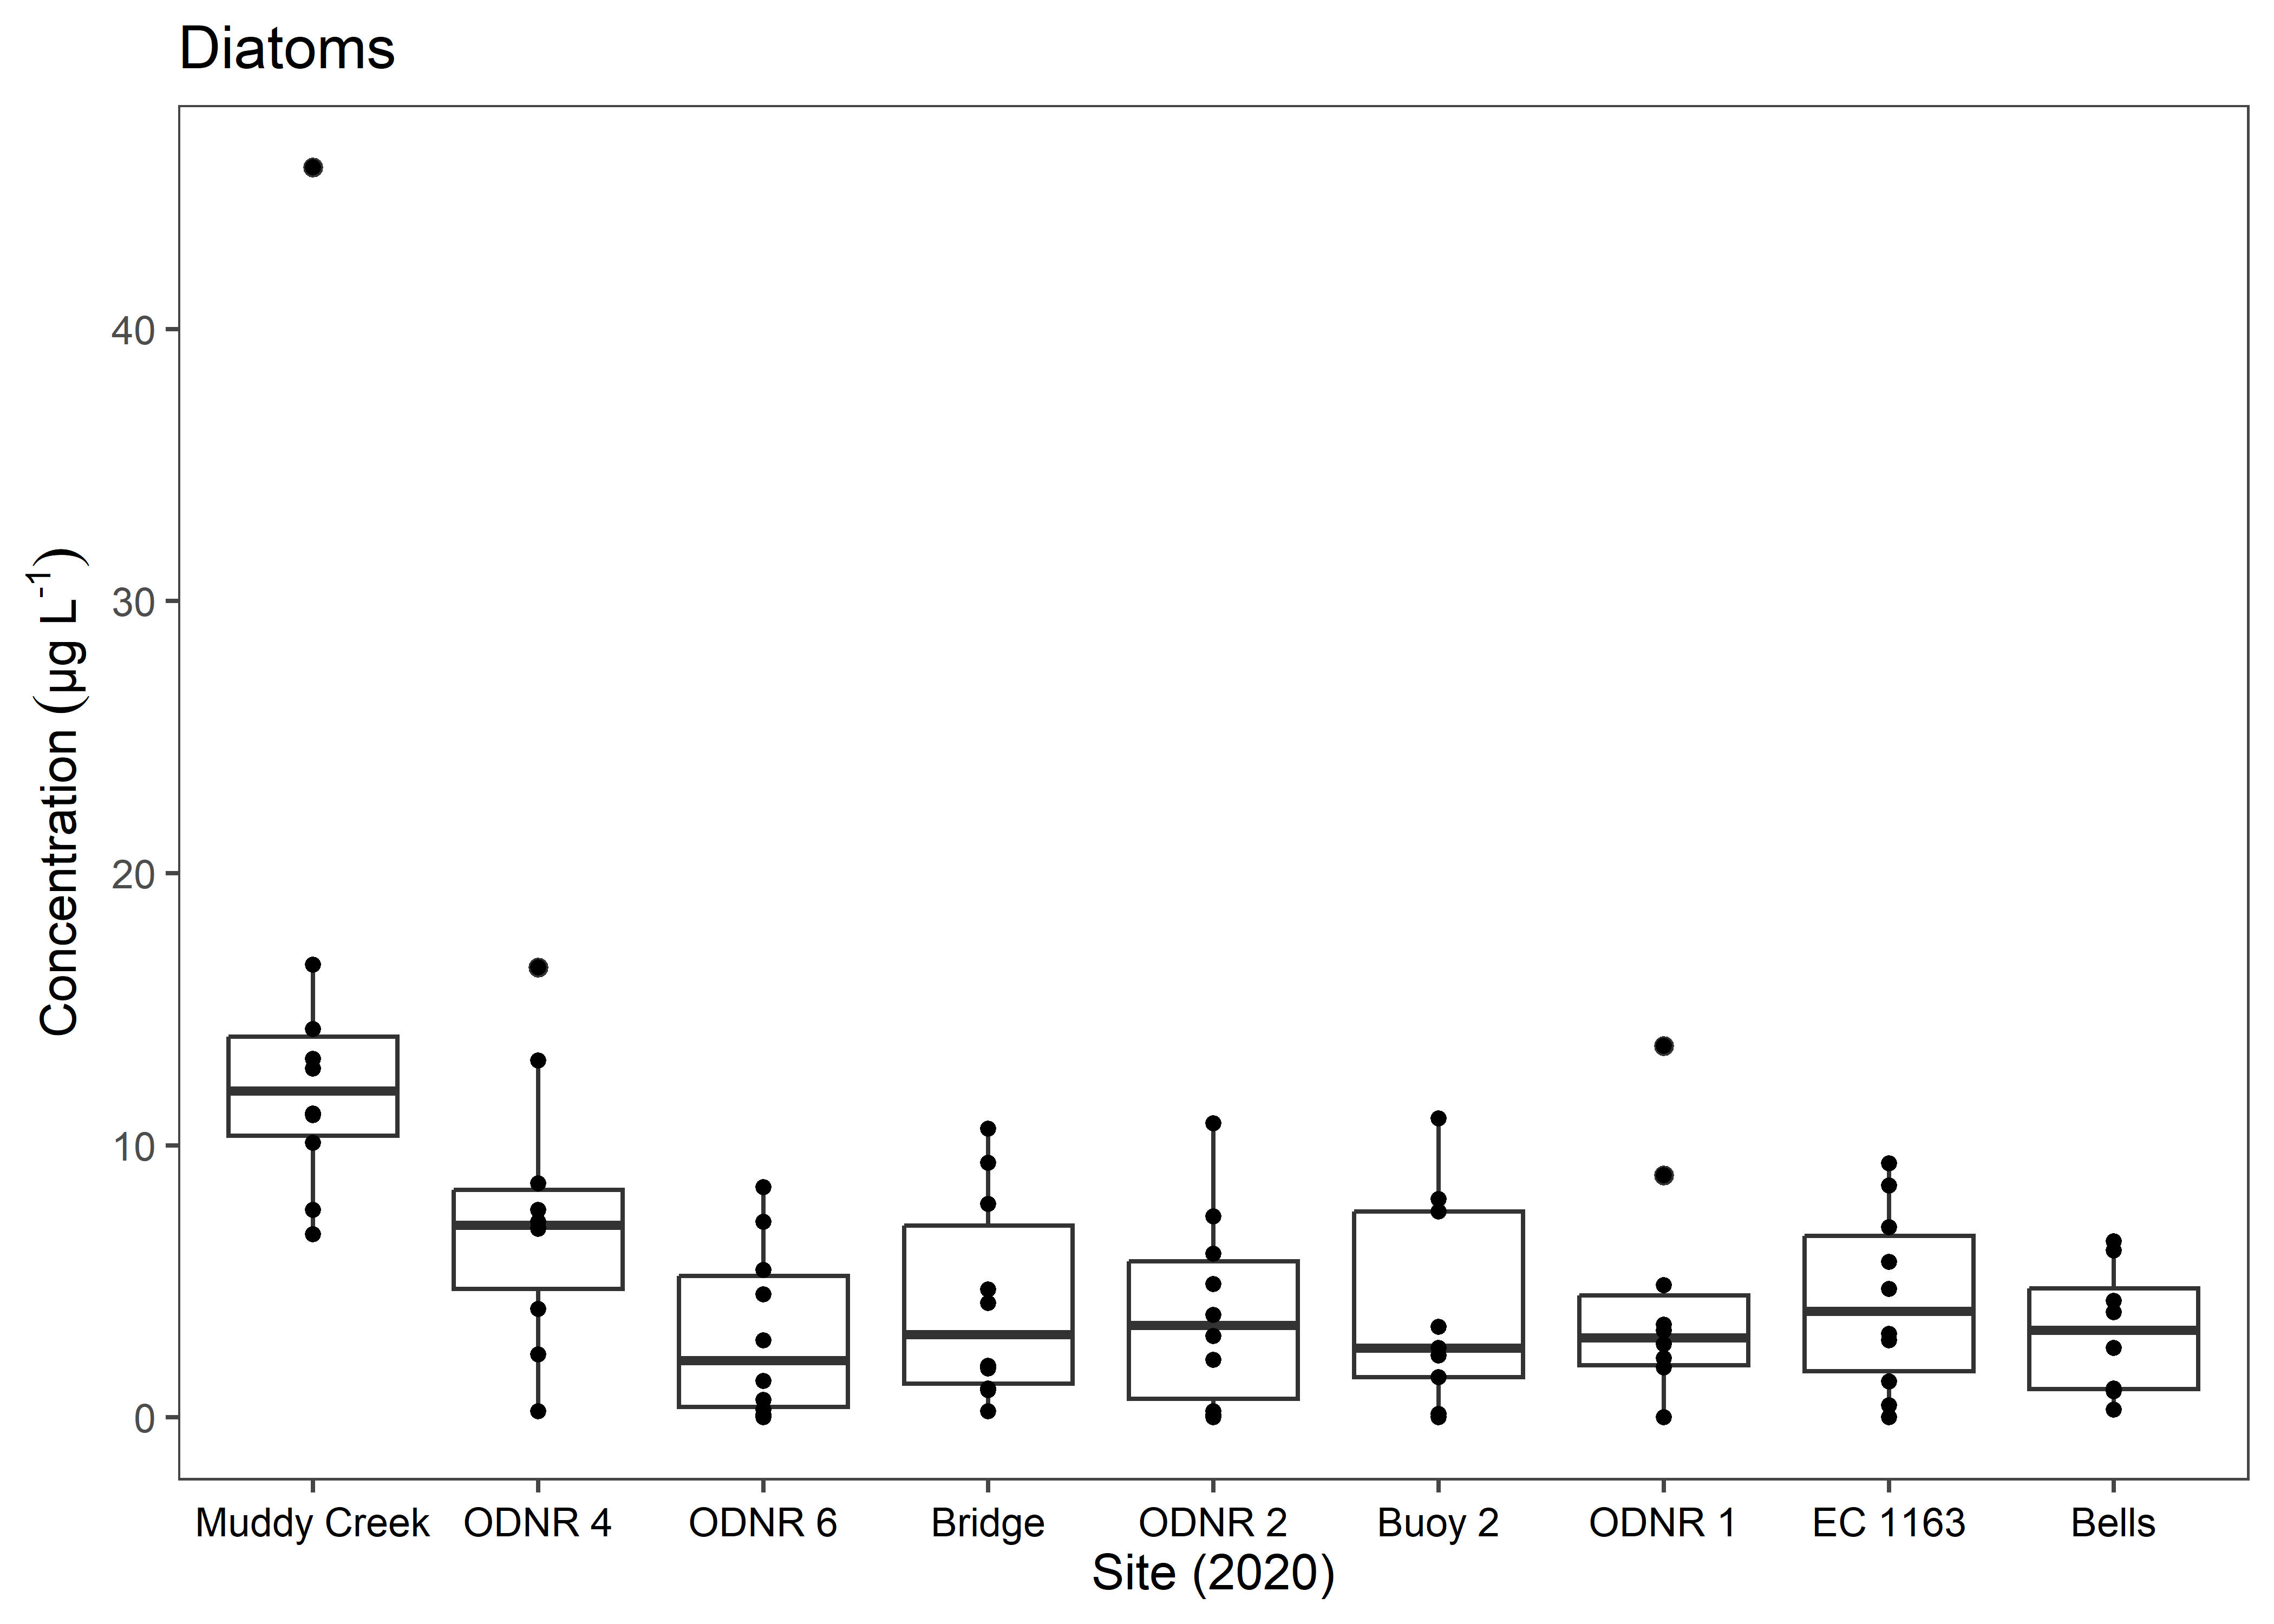 Diatoms
Concentration (µg L⁻¹)
40
30
20
10
0
Muddy Creek ODNR 4 ODNR 6 Bridge ODNR 2 Buoy 2 ODNR 1 EC 1163 Bells
Site (2020)